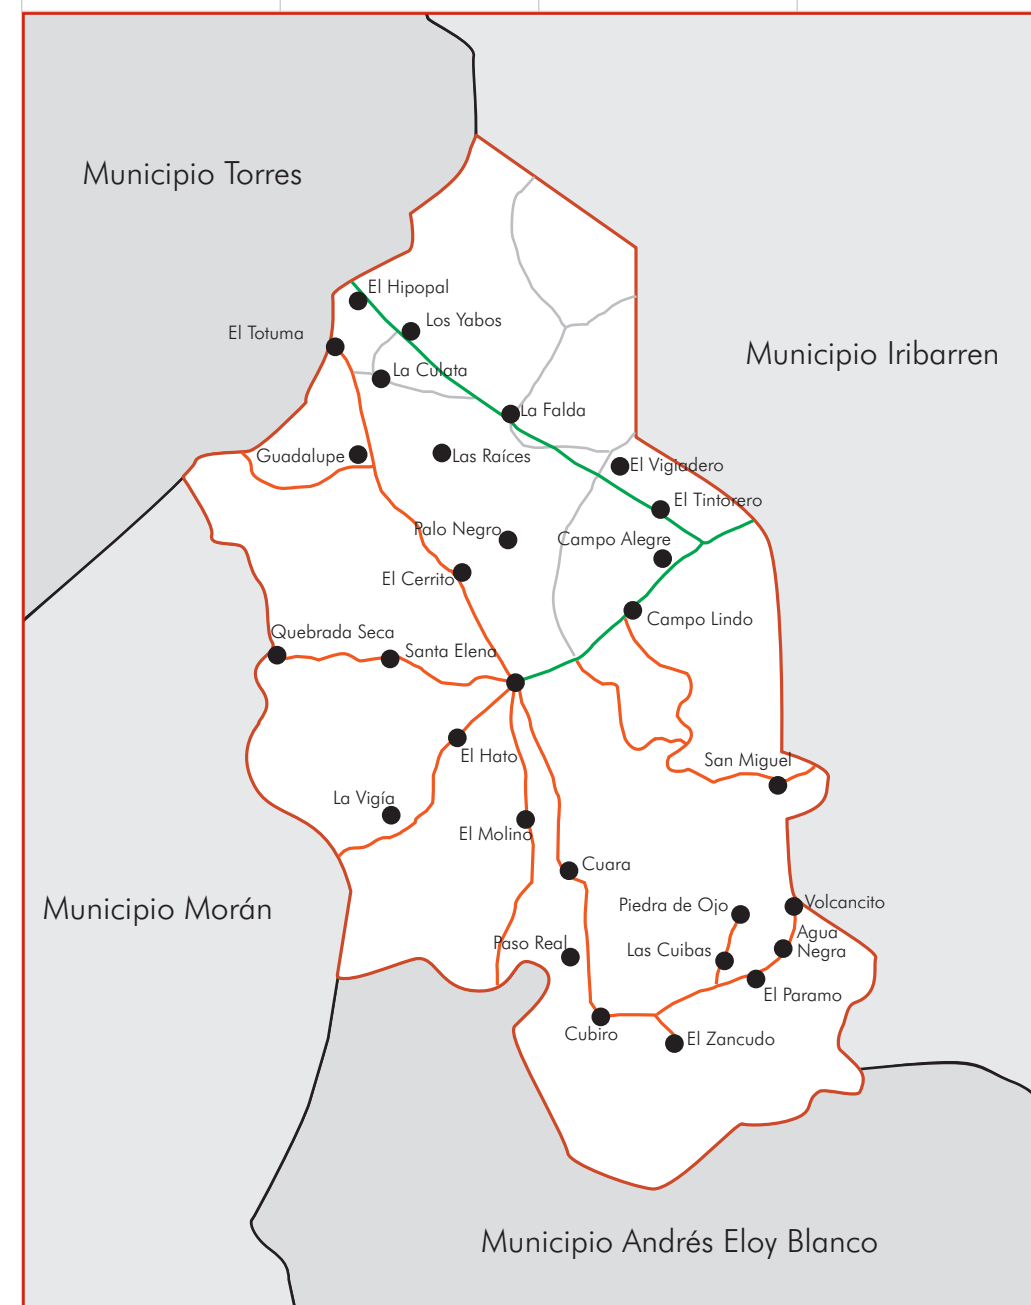 Municipio Torres
El Hipopal
Los Yabos
El Totuma
Municipio Iribarren
La Culata
La Falda
Guadalupe
Las Raíces
El Vigiadero
El Tintorero
Palo Negro
Campo Alegre
El Cerrito
Campo Lindo
Quebrada Seca
Santa Elena
El Hato
San Miguel
La Vigía
El Molino
Cuara
Municipio Morán
Piedra de Ojo
Volcancito
Agua
Negra
Paso Real
Las Cuibas
El Paramo
Cubiro
El Zancudo
Municipio Andrés Eloy Blanco